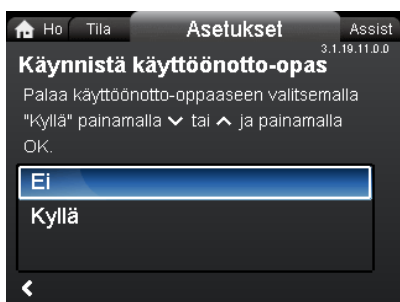 Ho Tila Asetukset Assist
3.1.19.11.0.0
Käynnistä käyttöönotto-opas
Palaa käyttöönotto-oppaaseen valitsemalla
"Kyllä" painamalla ⌄ tai ⌃ ja painamalla
OK.
Ei
Kyllä